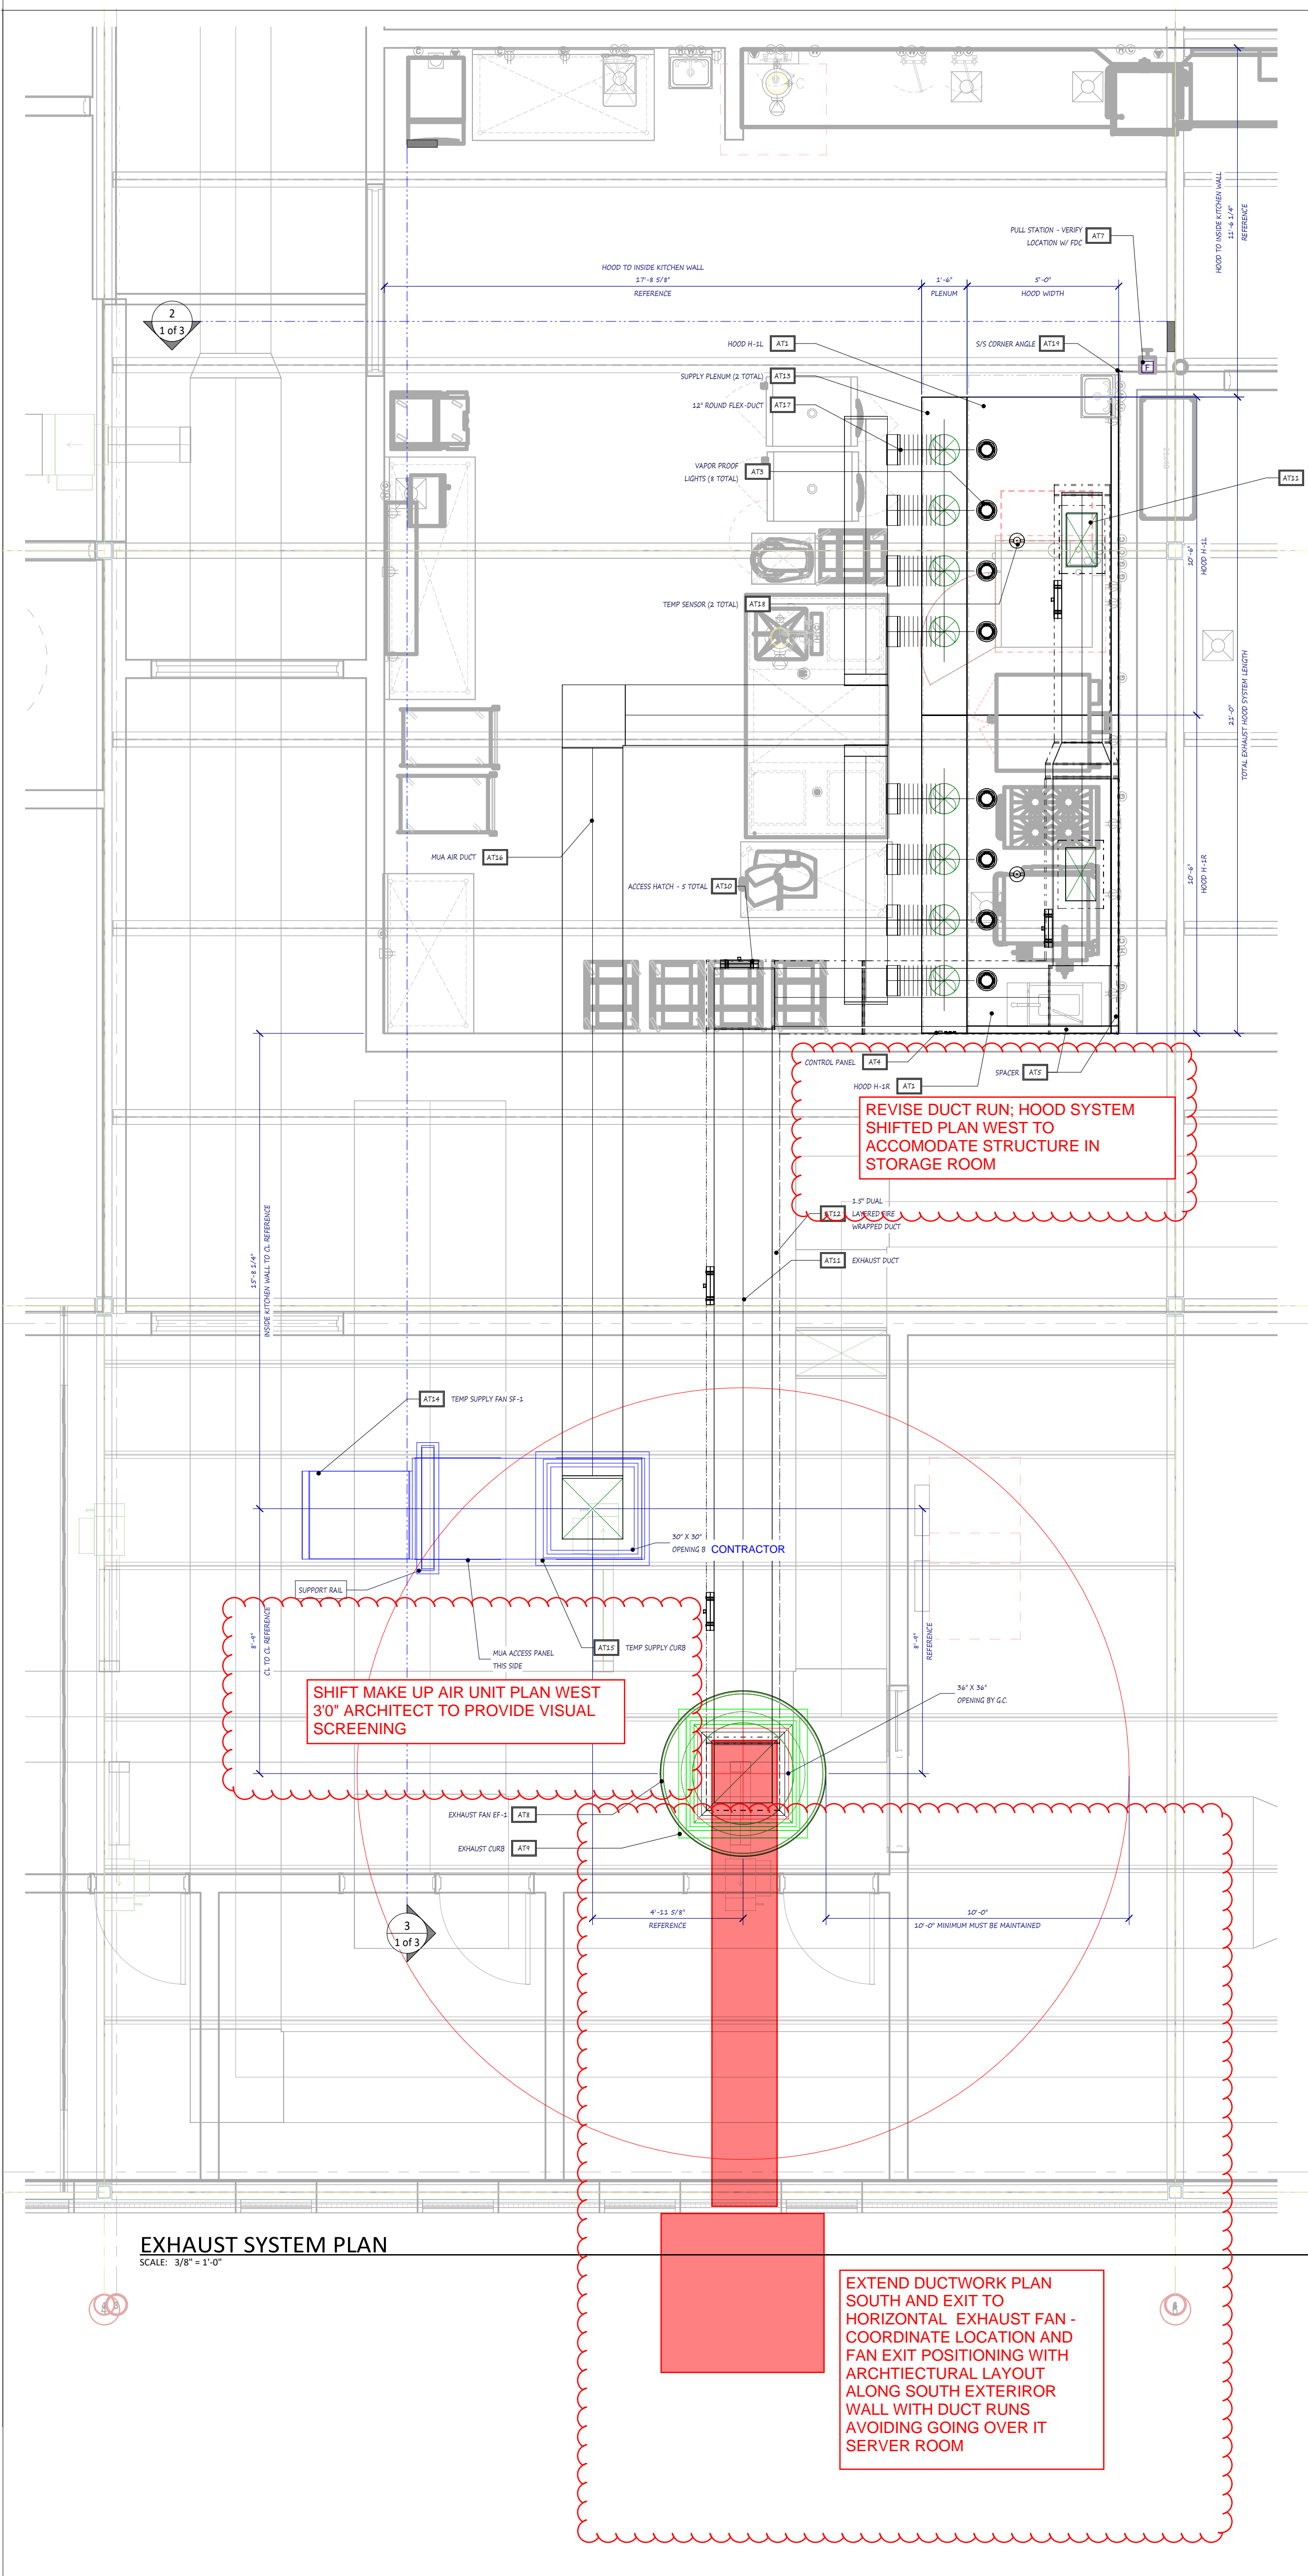 PULL STATION - VERIFY
LOCATION W/ FDC
AT7
HOOD TO INSIDE KITCHEN WALL
11'-6 1/4"
REFERENCE
HOOD TO INSIDE KITCHEN WALL
17'-8 5/8"
REFERENCE
1'-6"
PLENUM
5'-0"
HOOD WIDTH
2
1 of 3
HOOD H-1L
AT1
S/S CORNER ANGLE
AT19
F
SUPPLY PLENUM (2 TOTAL)
AT13
12" ROUND FLEX-DUCT
AT17
VAPOR PROOF
LIGHTS (8 TOTAL)
AT3
AT11
10'-6"
HOOD H-1L
TEMP SENSOR (2 TOTAL)
AT18
21'-0"
TOTAL EXHAUST HOOD SYSTEM LENGTH
MUA AIR DUCT
AT16
ACCESS HATCH - 5 TOTAL
AT10
10'-6"
HOOD H-1R
CONTROL PANEL
AT4
SPACER
AT5
HOOD H-1R
AT1
REVISE DUCT RUN; HOOD SYSTEM
SHIFTED PLAN WEST TO
ACCOMODATE STRUCTURE IN
STORAGE ROOM
1.5" DUAL
AT12
LAYERED FIRE
WRAPPED DUCT
AT11
EXHAUST DUCT
15'-8 1/4"
INSIDE KITCHEN WALL TO CL REFERENCE
AT14
TEMP SUPPLY FAN SF-1
30" X 30"
OPENING B
CONTRACTOR
SUPPORT RAIL
8'-9"
CL TO CL REFERENCE
MUA ACCESS PANEL
THIS SIDE
AT15
TEMP SUPPLY CURB
8'-9"
REFERENCE
SHIFT MAKE UP AIR UNIT PLAN WEST
3'0" ARCHITECT TO PROVIDE VISUAL
SCREENING
36" X 36"
OPENING BY G.C.
EXHAUST FAN EF-1
AT8
EXHAUST CURB
AT9
4'-11 5/8"
REFERENCE
10'-0"
10'-0" MINIMUM MUST BE MAINTAINED
3
1 of 3
EXHAUST SYSTEM PLAN
SCALE: 3/8" = 1'-0"
EXTEND DUCTWORK PLAN
SOUTH AND EXIT TO
HORIZONTAL EXHAUST FAN -
COORDINATE LOCATION AND
FAN EXIT POSITIONING WITH
ARCHTIECTURAL LAYOUT
ALONG SOUTH EXTERIROR
WALL WITH DUCT RUNS
AVOIDING GOING OVER IT
SERVER ROOM